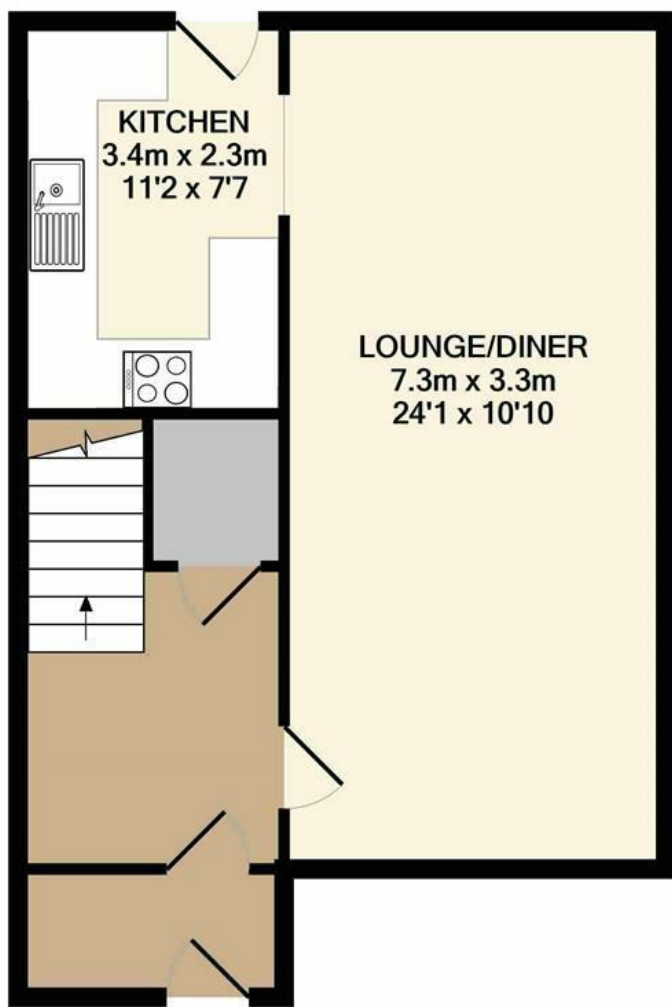 KITCHEN
3.4m x 2.3m
11'2 x 7'7
LOUNGE/DINER
7.3m x 3.3m
24'1 x 10'10